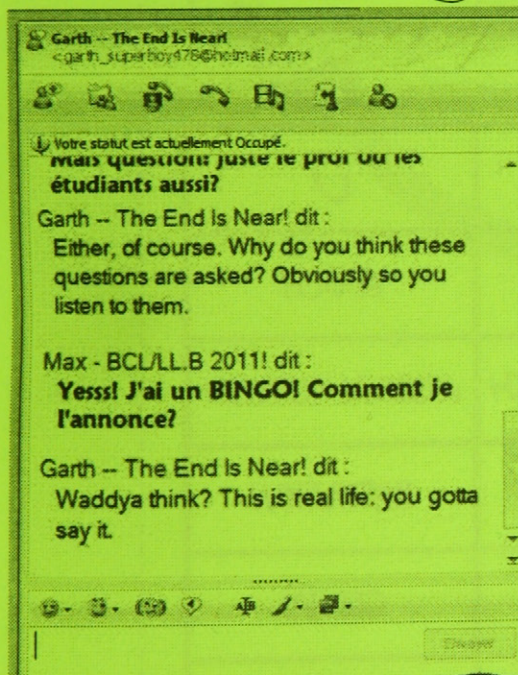 Garth -- The End Is Near!
<garth_superboy476@hotmail.com>
Votre statut est actuellement Occupé.
Mais question: juste le prof ou les
étudiants aussi?
Garth -- The End Is Near! dit :
Either, of course. Why do you think these
questions are asked? Obviously so you
listen to them.
Max - BCL/LL.B 2011! dit :
Yesss! J'ai un BINGO! Comment je
l'annonce?
Garth -- The End Is Near! dit :
Waddya think? This is real life: you gotta
say it.
Envoyer